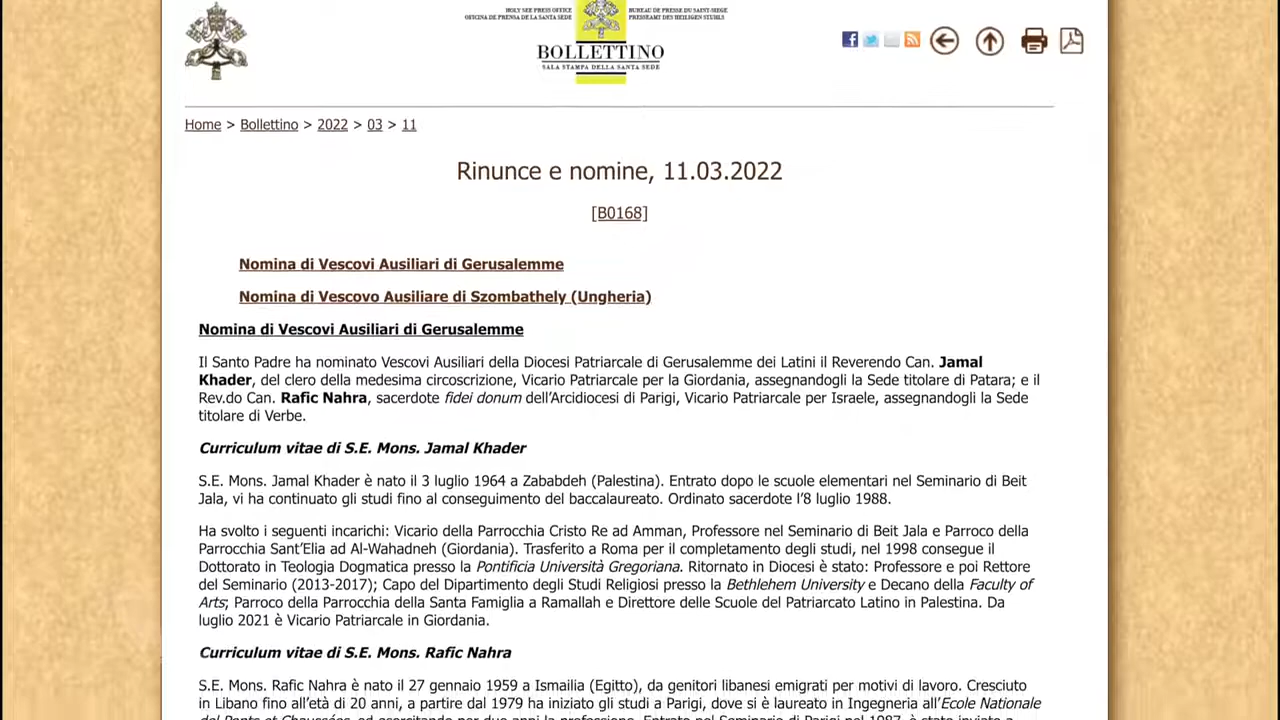 HOLY SEE PRESS OFFICE
OFICINA DE PRENSA DE LA SANTA SEDE
BUREAU DE PRESSE DU SAINT-SIEGE
PRESSEAMT DES HEILIGEN STUHLS
BOLLETTINO
SALA STAMPA DELLA SANTA SEDE
Home > Bollettino > 2022 > 03 > 11
Rinunce e nomine, 11.03.2022
[B0168]
Nomina di Vescovi Ausiliari di Gerusalemme
Nomina di Vescovo Ausiliare di Szombathely (Ungheria)
Nomina di Vescovi Ausiliari di Gerusalemme
Il Santo Padre ha nominato Vescovi Ausiliari della Diocesi Patriarcale di Gerusalemme dei Latini il Reverendo Can. Jamal
Khader, del clero della medesima circoscrizione, Vicario Patriarcale per la Giordania, assegnandogli la Sede titolare di Patara; e il
Rev.do Can. Rafic Nahra, sacerdote fidei donum dell'Arcidiocesi di Parigi, Vicario Patriarcale per Israele, assegnandogli la Sede
titolare di Verbe.
Curriculum vitae di S.E. Mons. Jamal Khader
S.E. Mons. Jamal Khader è nato il 3 luglio 1964 a Zababdeh (Palestina). Entrato dopo le scuole elementari nel Seminario di Beit
Jala, vi ha continuato gli studi fino al conseguimento del baccalaureato. Ordinato sacerdote l'8 luglio 1988.
Ha svolto i seguenti incarichi: Vicario della Parrocchia Cristo Re ad Amman, Professore nel Seminario di Beit Jala e Parroco della
Parrocchia Sant'Elia ad Al-Wahadneh (Giordania). Trasferito a Roma per il completamento degli studi, nel 1998 consegue il
Dottorato in Teologia Dogmatica presso la Pontificia Università Gregoriana. Ritornato in Diocesi è stato: Professore e poi Rettore
del Seminario (2013-2017); Capo del Dipartimento degli Studi Religiosi presso la Bethlehem University e Decano della Faculty of
Arts; Parroco della Parrocchia della Santa Famiglia a Ramallah e Direttore delle Scuole del Patriarcato Latino in Palestina. Da
luglio 2021 è Vicario Patriarcale in Giordania.
Curriculum vitae di S.E. Mons. Rafic Nahra
S.E. Mons. Rafic Nahra è nato il 27 gennaio 1959 a Ismailia (Egitto), da genitori libanesi emigrati per motivi di lavoro. Cresciuto
in Libano fino all'età di 20 anni, a partire dal 1979 ha iniziato gli studi a Parigi, dove si è laureato in Ingegneria all'Ecole Nationale